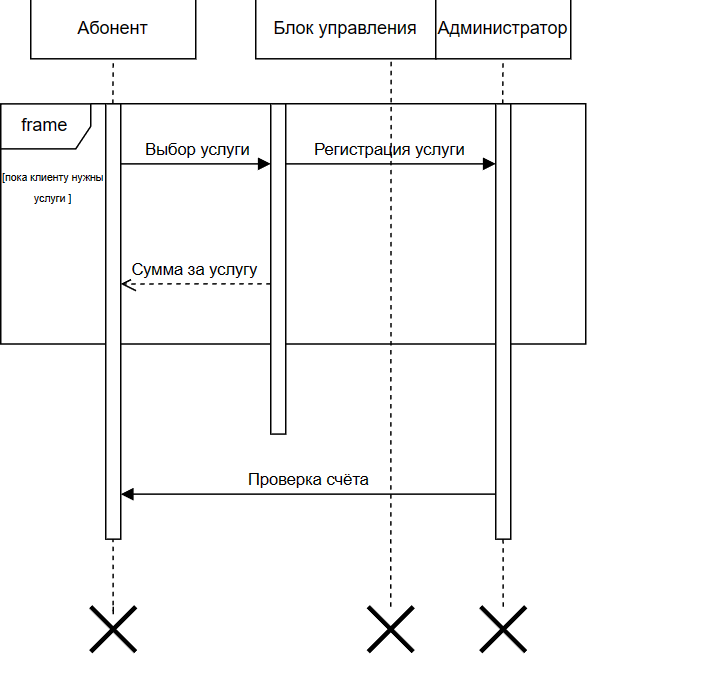 Абонент
Блок управления
Администратор
frame
Выбор услуги
Регистрация услуги
[пока клиенту нужны
услуги ]
Сумма за услугу
Проверка счёта